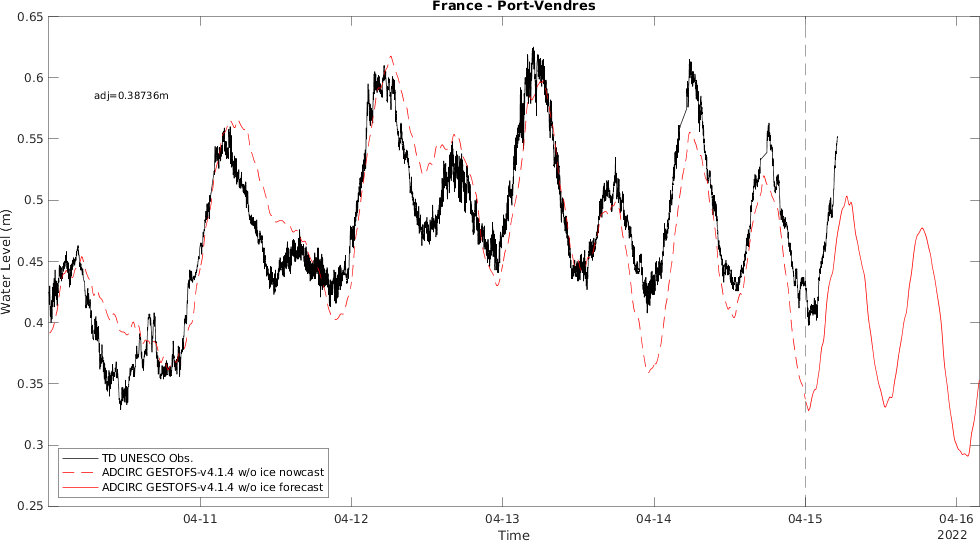 France - Port-Vendres
0.65
0.6
0.55
0.5
0.45
0.4
0.35
0.3
0.25
Water Level (m)
adj=0.38736m
TD UNESCO Obs.
ADCIRC GESTOFS-v4.1.4 w/o ice nowcast
ADCIRC GESTOFS-v4.1.4 w/o ice forecast
04-11 04-12 04-13 04-14 04-15 04-16
Time
2022